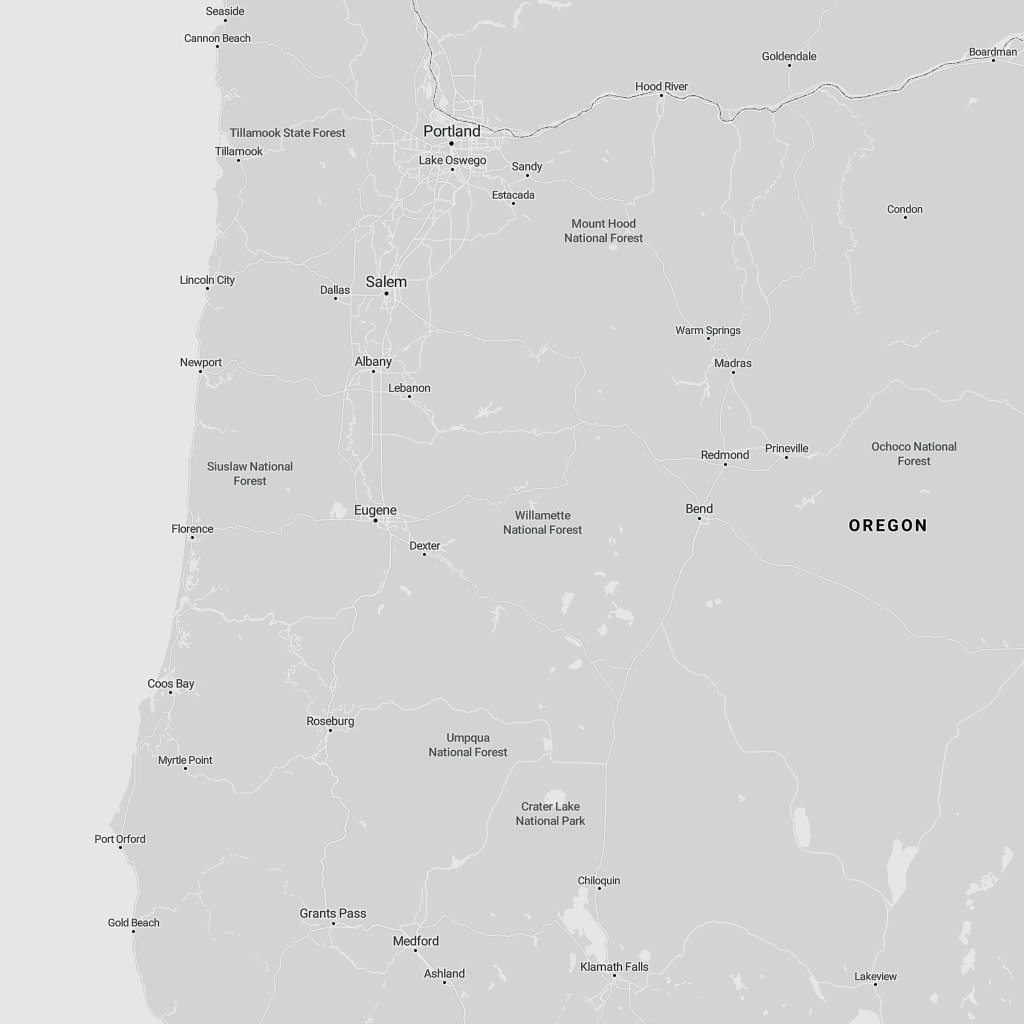 Seaside
Cannon Beach
Boardman
Goldendale
Hood River
Portland
Tillamook State Forest
Tillamook
Lake Oswego
Sandy
Estacada
Condon
Mount Hood
National Forest
Lincoln City
Salem
Dallas
Warm Springs
Newport
Albany
Madras
Lebanon
Ochoco National
Forest
Prineville
Redmond
Siuslaw National
Forest
Eugene
Bend
Willamette
National Forest
OREGON
Florence
Dexter
Coos Bay
Roseburg
Umpqua
National Forest
Myrtle Point
Crater Lake
National Park
Port Orford
Chiloquin
Grants Pass
Gold Beach
Medford
Klamath Falls
Ashland
Lakeview